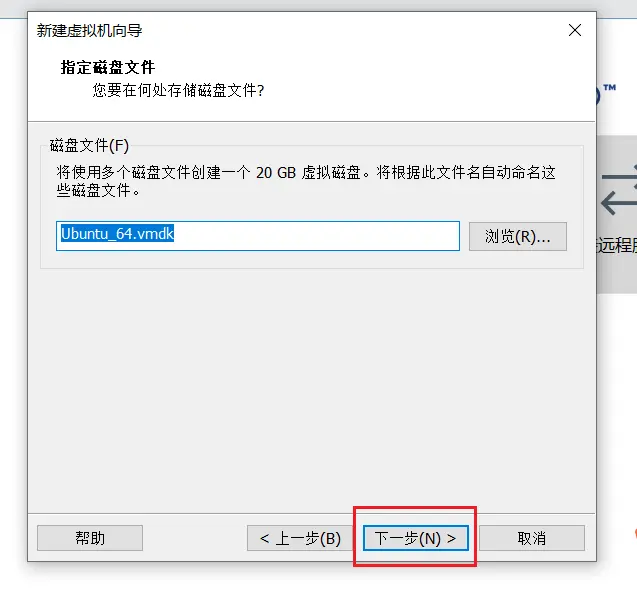 新建虚拟机向导
指定磁盘文件
您要在何处存储磁盘文件?
TM
磁盘文件(F)
将使用多个磁盘文件创建一个 20 GB 虚拟磁盘。将根据此文件名自动命名这
些磁盘文件。
Ubuntu_64.vmdk
浏览(R)...
远程
帮助
< 上一步(B)
下一步(N) >
取消